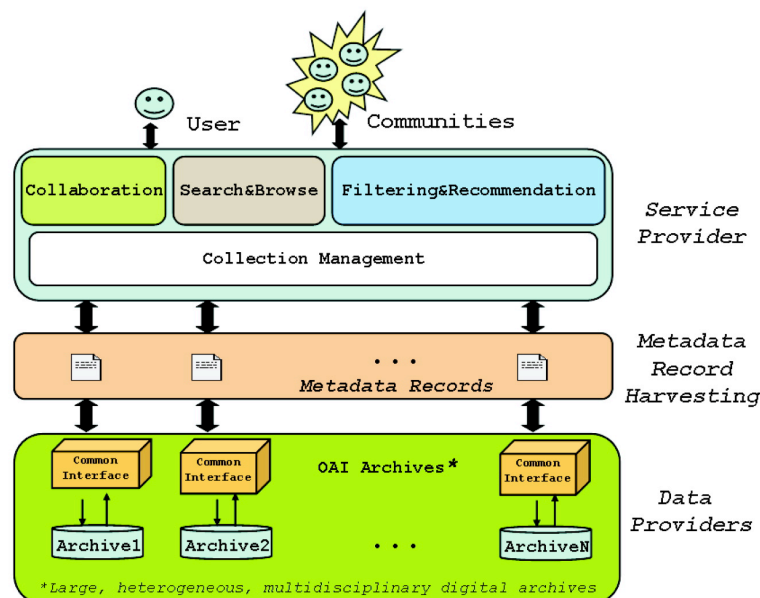 User
Communities
Collaboration
Search&Browse
Filtering&Recommendation
Collection Management
Service
Provider
...
Metadata Records
Metadada
Record
Harvesting
Common
Interface
Common
Interface
OAI Archives*
Common
Interface
Archive1
Archive2
...
ArchiveN
Data
Providers
*Large, heterogeneous, multidisciplinary digital archives